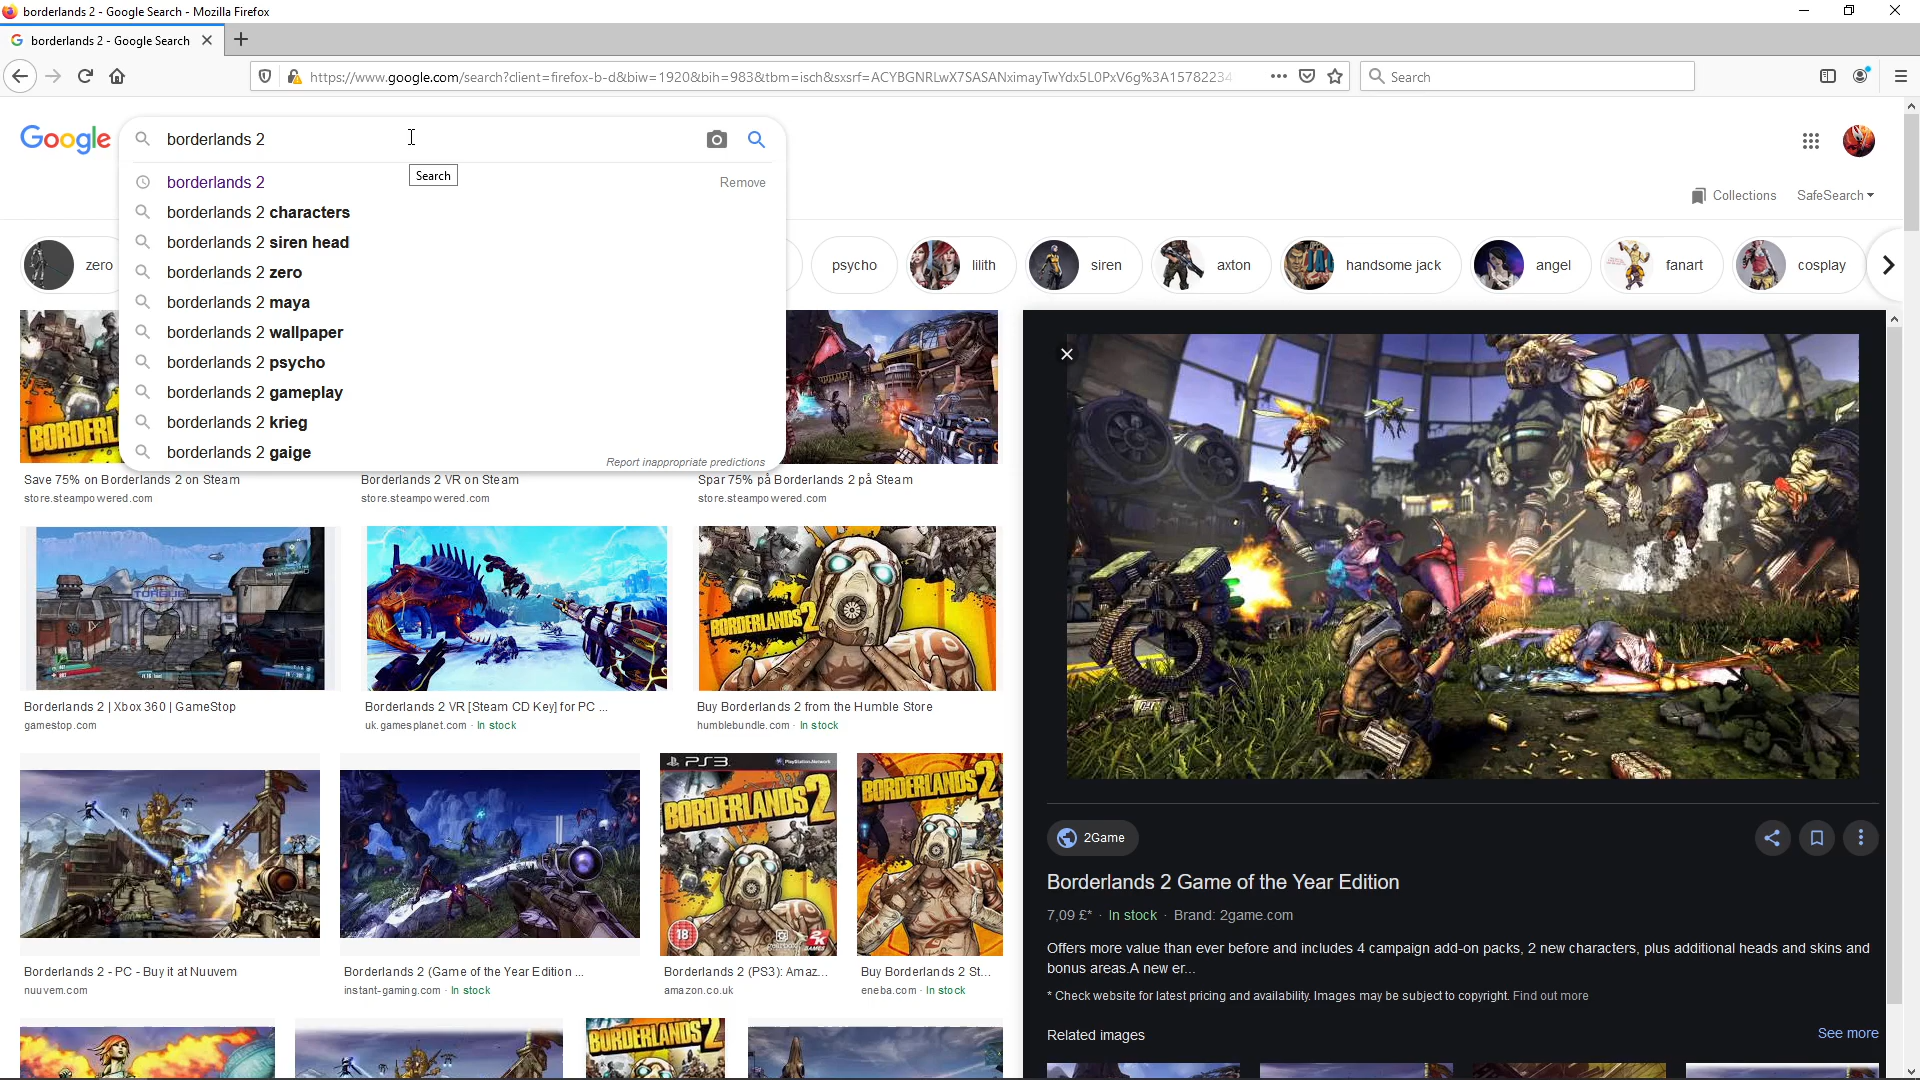 borderlands 2 - Google Search - Mozilla Firefox
borderlands 2 - Google Search
https://www.google.com/search?client=firefox-b-d&biw=1920&bih=983&tbm=isch&sxsrf=ACYBGNRLwX7SASANximayTwYdx5L0PxV6g%3A15782234
Search
Google
borderlands 2
Search
borderlands 2
Remove
borderlands 2 characters
borderlands 2 siren head
borderlands 2 zero
borderlands 2 maya
borderlands 2 wallpaper
borderlands 2 psycho
borderlands 2 gameplay
borderlands 2 krieg
borderlands 2 gaige
Report inappropriate predictions
Collections
SafeSearch
zero
psycho
lilith
siren
axton
handsome jack
angel
fanart
cosplay
BORDERL
Save 75% on Borderlands 2 on Steam
store.steampowered.com
Borderlands 2 VR on Steam
store.steampowered.com
Spar 75% på Borderlands 2 på Steam
store.steampowered.com
TORGUE
BORDERLANDS 2
Borderlands 2 | Xbox 360 | GameStop
gamestop.com
Borderlands 2 VR [Steam CD Key] for PC ...
uk.gamesplanet.com · In stock
Buy Borderlands 2 from the Humble Store
humblebundle.com · In stock
PS3
PlayStation Network
BORDERLANDS 2
18
2K GAMES
BORDERLANDS 2
Borderlands 2 - PC - Buy it at Nuuvem
nuuvem.com
Borderlands 2 (Game of the Year Edition ...
instant-gaming.com · In stock
Borderlands 2 (PS3): Amaz...
amazon.co.uk
Buy Borderlands 2 St...
eneba.com · In stock
BORDERLANDS 2
2Game
Borderlands 2 Game of the Year Edition
7,09 £* · In stock · Brand: 2game.com
Offers more value than ever before and includes 4 campaign add-on packs, 2 new characters, plus additional heads and skins and
bonus areas.A new er...
* Check website for latest pricing and availability. Images may be subject to copyright. Find out more
Related images
See more